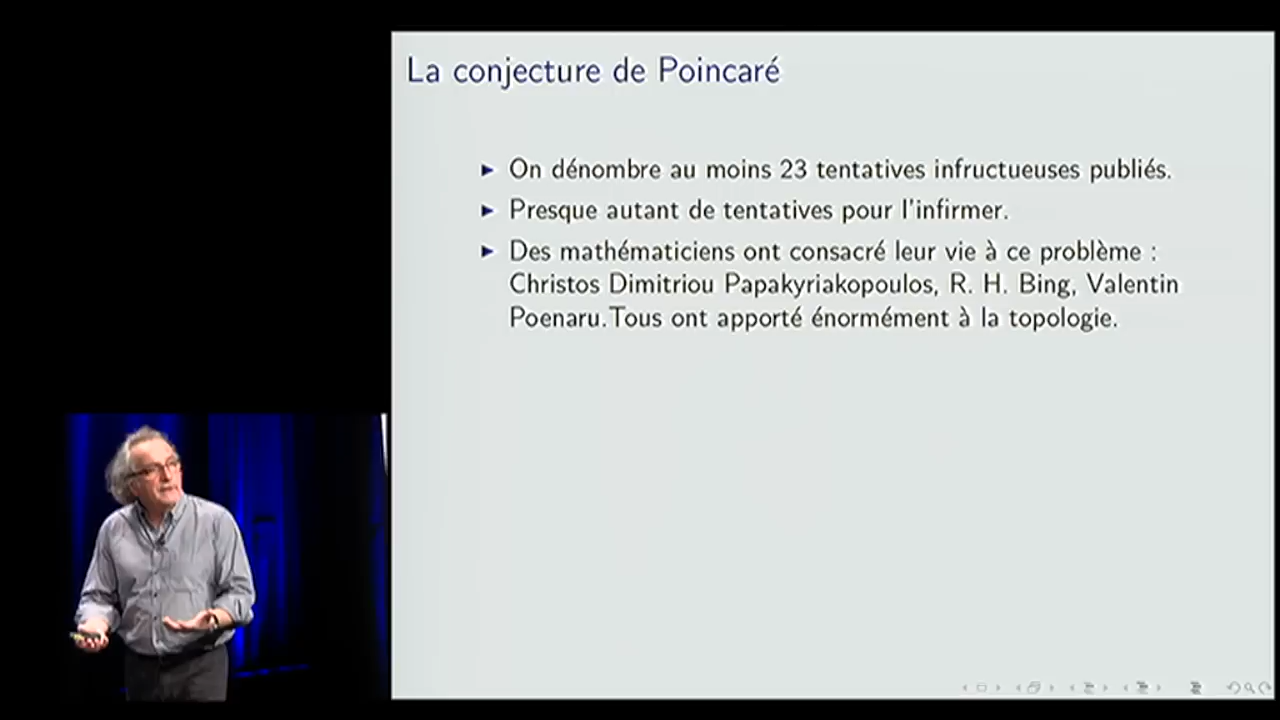 La conjecture de Poincaré
► On dénombre au moins 23 tentatives infructueuses publiés.
► Presque autant de tentatives pour l'infirmer.
► Des mathématiciens ont consacré leur vie à ce problème :
Christos Dimitriou Papakyriakopoulos, R. H. Bing, Valentin
Poenaru.Tous ont apporté énormément à la topologie.